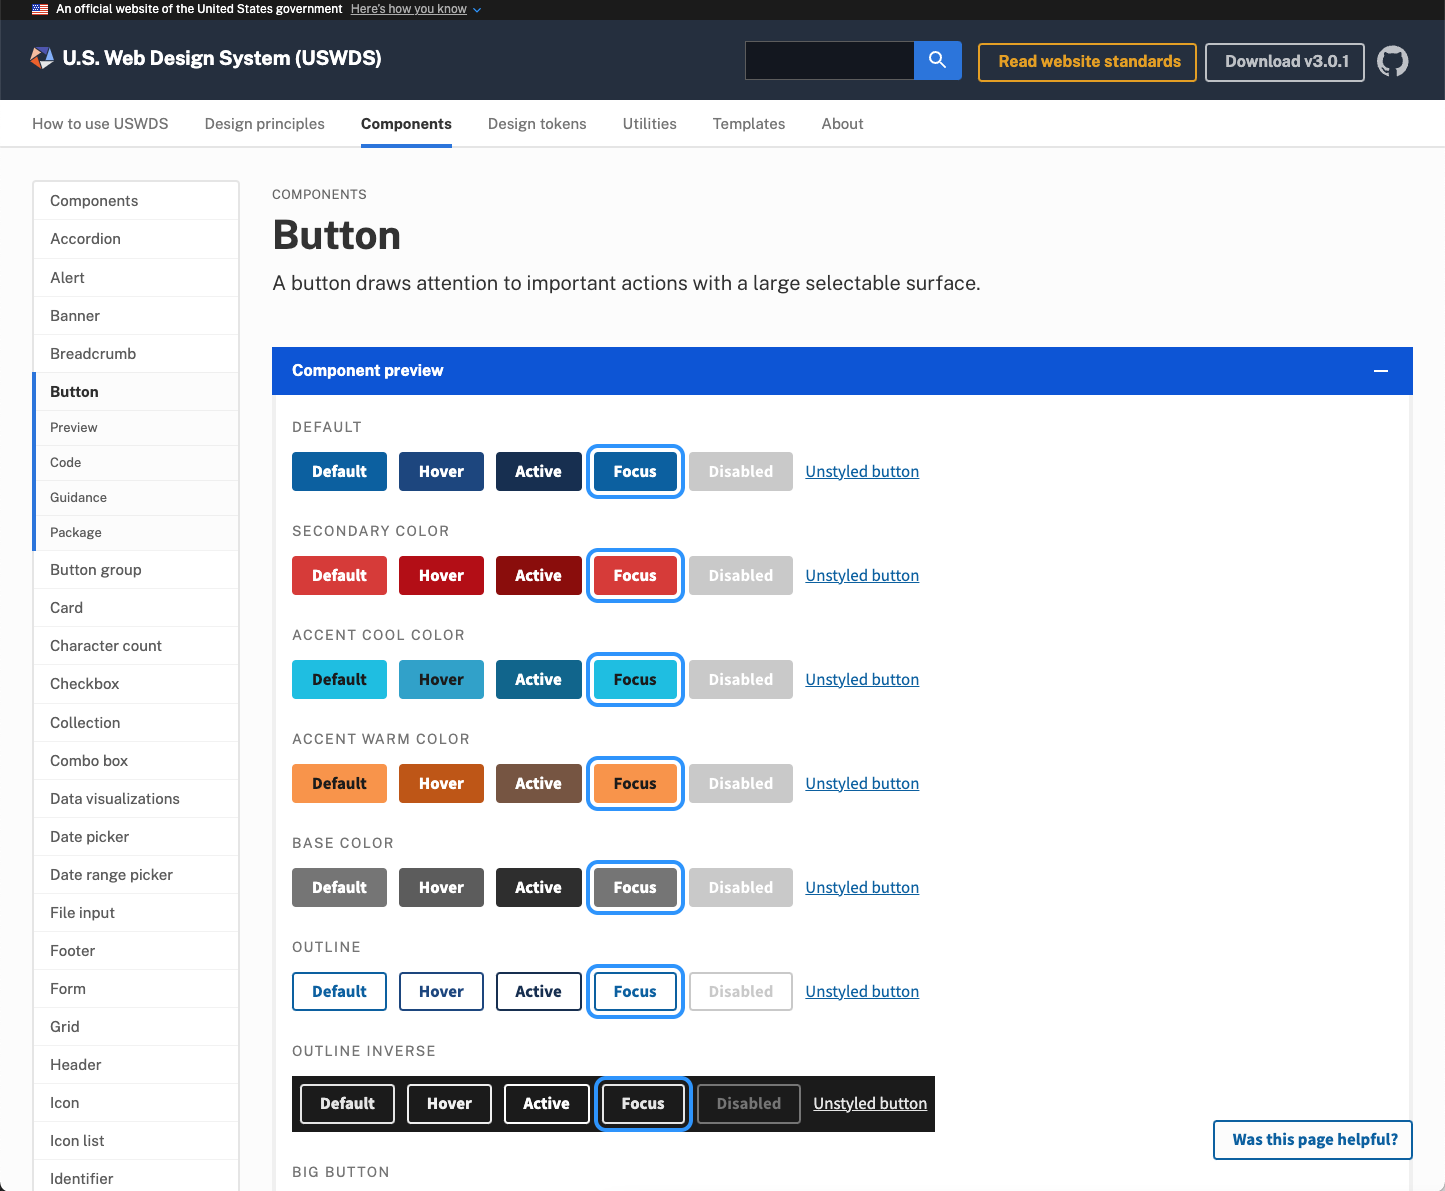 An official website of the United States government Here's how you know
U.S. Web Design System (USWDS)
Read website standards
Download v3.0.1
How to use USWDS Design principles Components Design tokens Utilities Templates About
Components
Accordion
Alert
Banner
Breadcrumb
Button
Preview
Code
Guidance
Package
Button group
Card
Character count
Checkbox
Collection
Combo box
Data visualizations
Date picker
Date range picker
File input
Footer
Form
Grid
Header
Icon
Icon list
Identifier
COMPONENTS
Button
A button draws attention to important actions with a large selectable surface.
Component preview
DEFAULT
Default Hover Active Focus Disabled Unstyled button
SECONDARY COLOR
Default Hover Active Focus Disabled Unstyled button
ACCENT COOL COLOR
Default Hover Active Focus Disabled Unstyled button
ACCENT WARM COLOR
Default Hover Active Focus Disabled Unstyled button
BASE COLOR
Default Hover Active Focus Disabled Unstyled button
OUTLINE
Default Hover Active Focus Disabled Unstyled button
OUTLINE INVERSE
Default Hover Active Focus Disabled Unstyled button
BIG BUTTON
Was this page helpful?